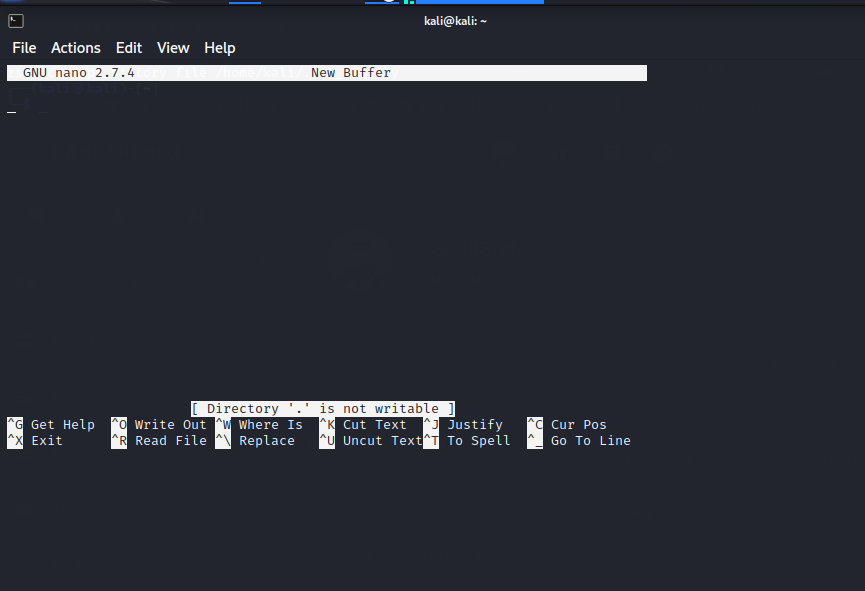 kali@kali: ~
File Actions Edit View Help
GNU nano 2.7.4 New Buffer
[ Directory '.' is not writable ]
^G Get Help ^O Write Out ^W Where Is ^K Cut Text ^J Justify ^C Cur Pos
^X Exit ^R Read File ^\ Replace ^U Uncut Text ^T To Spell ^_ Go To Line